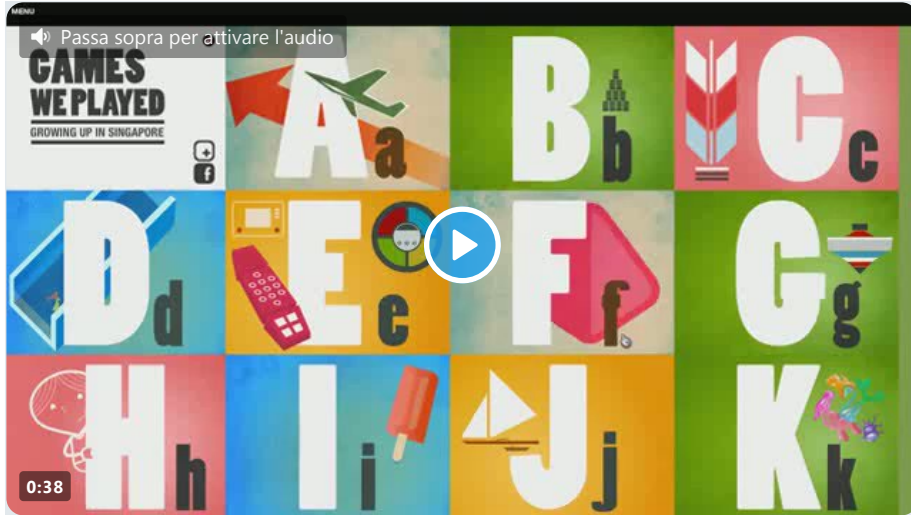 MENU
Passa sopra per attivare l'audio
GAMES
WE PLAYED
GROWING UP IN SINGAPORE
f
A a
B b
C c
D d
E e
F f
G g
H h
I i
J j
K k
0:38